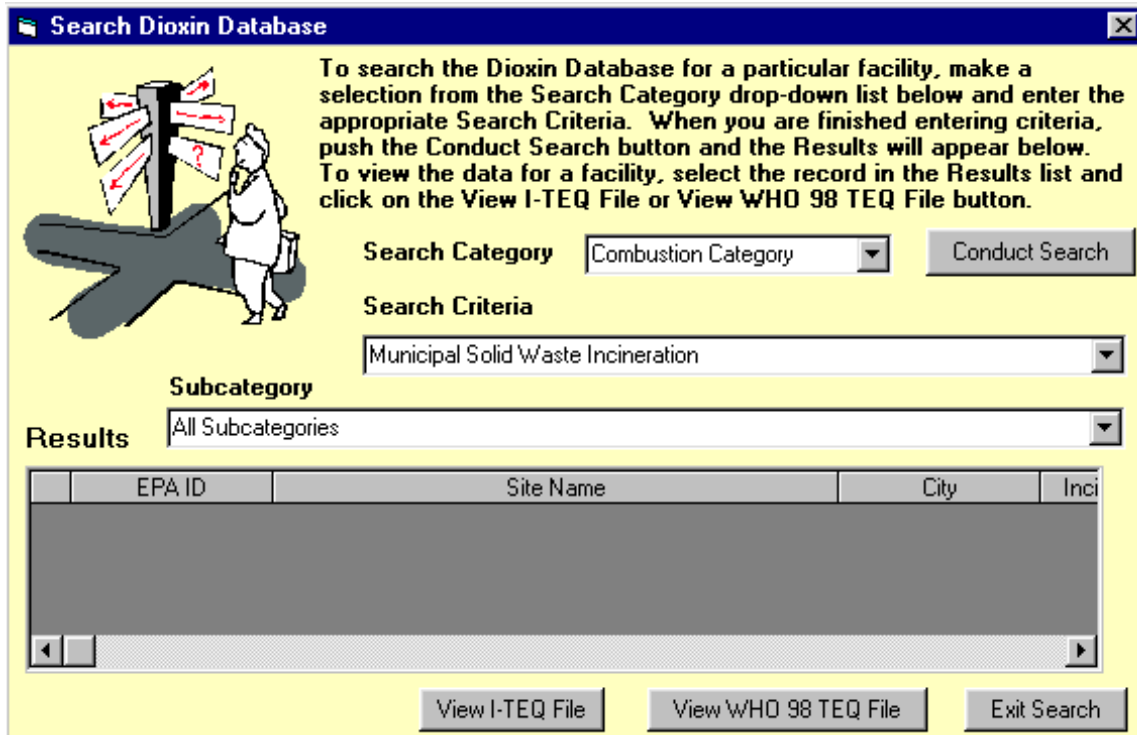 Search Dioxin Database
To search the Dioxin Database for a particular facility, make a
selection from the Search Category drop-down list below and enter the
appropriate Search Criteria.  When you are finished entering criteria,
push the Conduct Search button and the Results will appear below.
To view the data for a facility, select the record in the Results list and
click on the View I-TEQ File or View WHO 98 TEQ File button.
?
Search Category Combustion Category Conduct Search
Search Criteria
Municipal Solid Waste Incineration
Subcategory
All Subcategories
Results
EPA ID Site Name City Inci
View I-TEQ File View WHO 98 TEQ File Exit Search